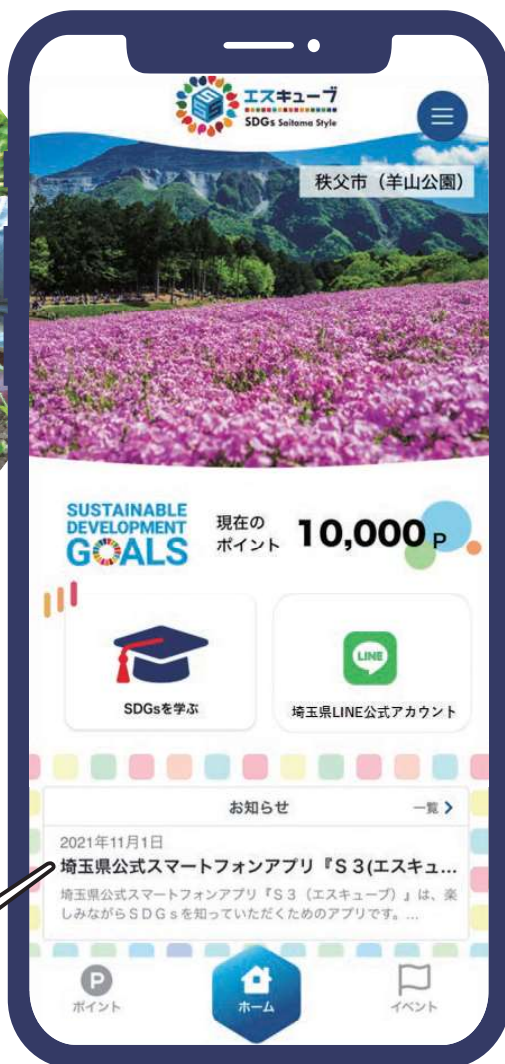 エスキューブ
SDGs Saitama Style
秩父市（羊山公園）
SUSTAINABLE
DEVELOPMENT
GOALS
現在の
ポイント
10,000 P
SDGsを学ぶ
LINE
埼玉県LINE公式アカウント
お知らせ
一覧 >
2021年11月1日
埼玉県公式スマートフォンアプリ『S3(エスキュ...
埼玉県公式スマートフォンアプリ『S3（エスキューブ）』は、楽
しみながらSDGsを知っていただくためのアプリです。...
P
ポイント
ホーム
イベント